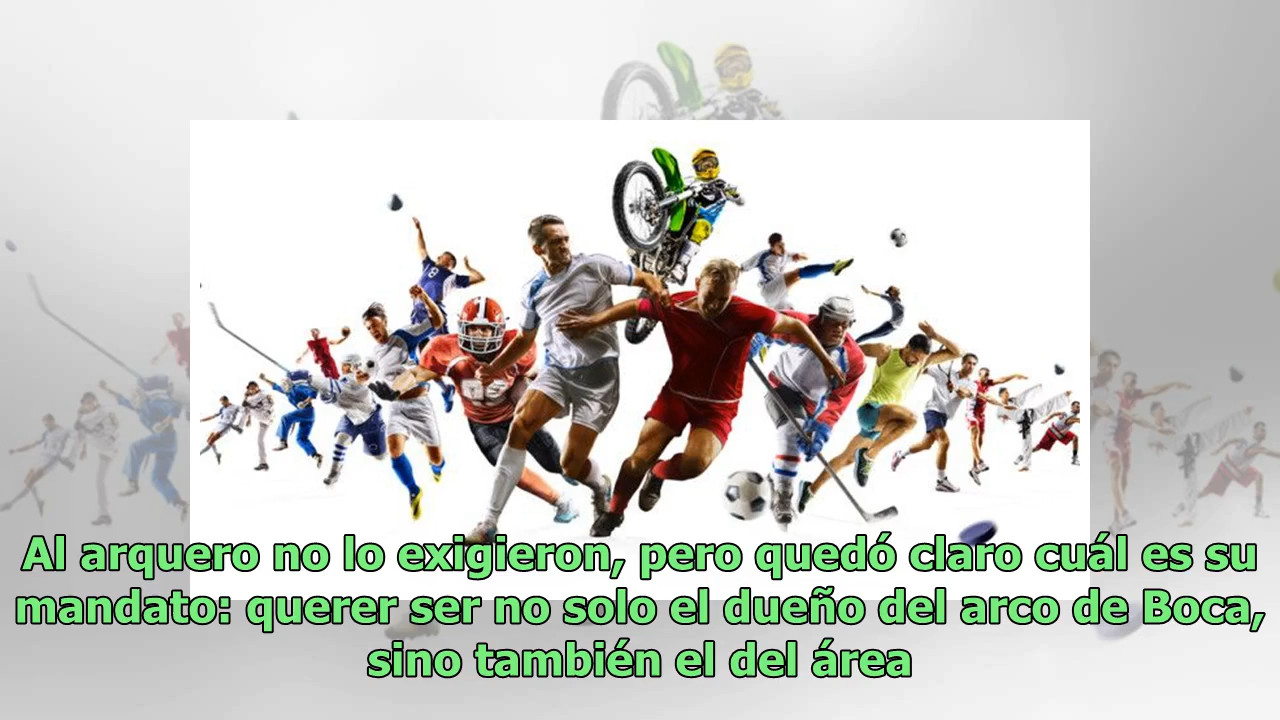 Al arquero no lo exigieron, pero quedó claro cuál es su
mandato: querer ser no solo el dueño del arco de Boca,
sino también el del área